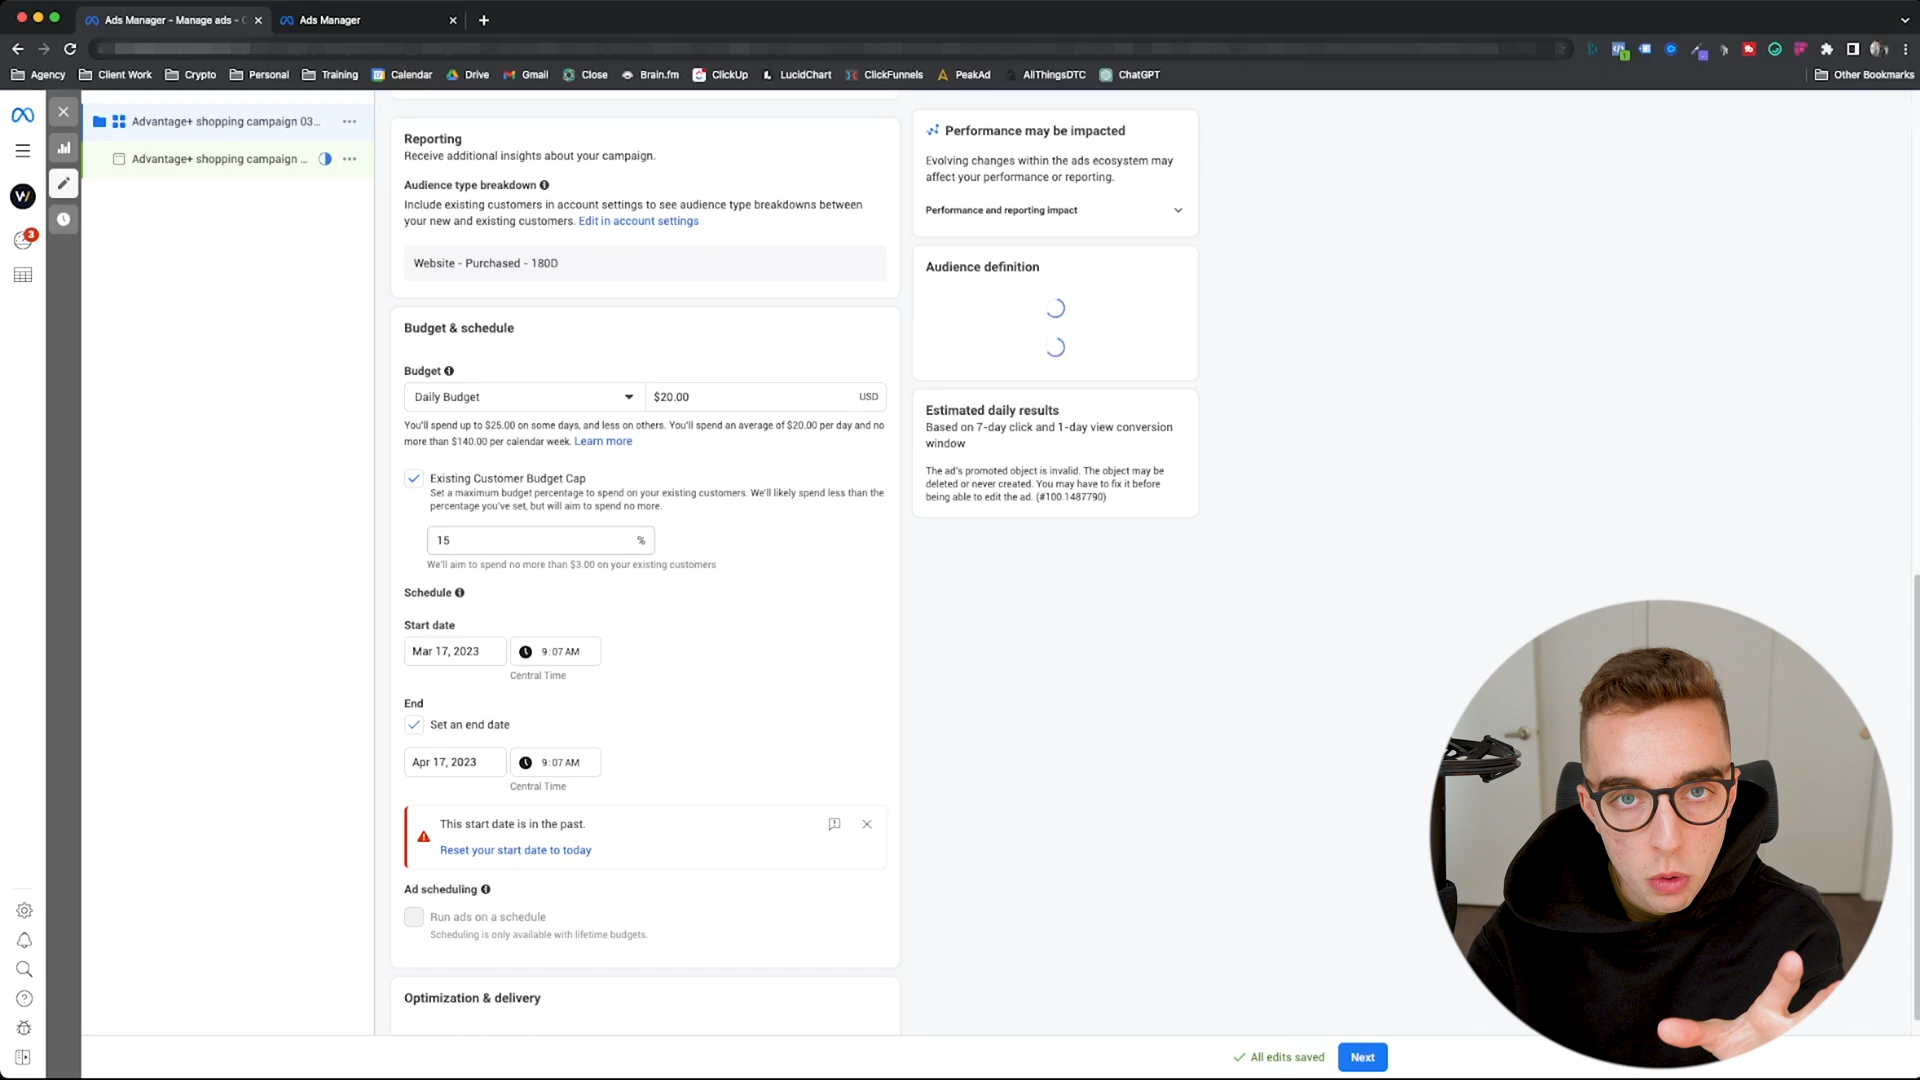 Ads Manager - Manage ads - C
Ads Manager
Agency
Client Work
Crypto
Personal
Training
Calendar
Drive
Gmail
Close
Brain.fm
ClickUp
LucidChart
ClickFunnels
PeakAd
AllThingsDTC
ChatGPT
Other Bookmarks
Advantage+ shopping campaign 03...
Advantage+ shopping campaign ...
3
Reporting
Receive additional insights about your campaign.
Audience type breakdown
Include existing customers in account settings to see audience type breakdowns between
your new and existing customers. Edit in account settings
Website - Purchased - 180D
Budget & schedule
Budget
Daily Budget
$20.00
USD
You'll spend up to $25.00 on some days, and less on others. You'll spend an average of $20.00 per day and no
more than $140.00 per calendar week. Learn more
Existing Customer Budget Cap
Set a maximum budget percentage to spend on your existing customers. We'll likely spend less than the
percentage you've set, but will aim to spend no more.
15
%
We'll aim to spend no more than $3.00 on your existing customers
Schedule
Start date
Mar 17, 2023
9:07 AM
Central Time
End
Set an end date
Apr 17, 2023
9:07 AM
Central Time
This start date is in the past.
Reset your start date to today
Ad scheduling
Run ads on a schedule
Scheduling is only available with lifetime budgets.
Optimization & delivery
Performance may be impacted
Evolving changes within the ads ecosystem may
affect your performance or reporting.
Performance and reporting impact
Audience definition
Estimated daily results
Based on 7-day click and 1-day view conversion
window
The ad's promoted object is invalid. The object may be
deleted or never created. You may have to fix it before
being able to edit the ad. (#100.1487790)
All edits saved
Next